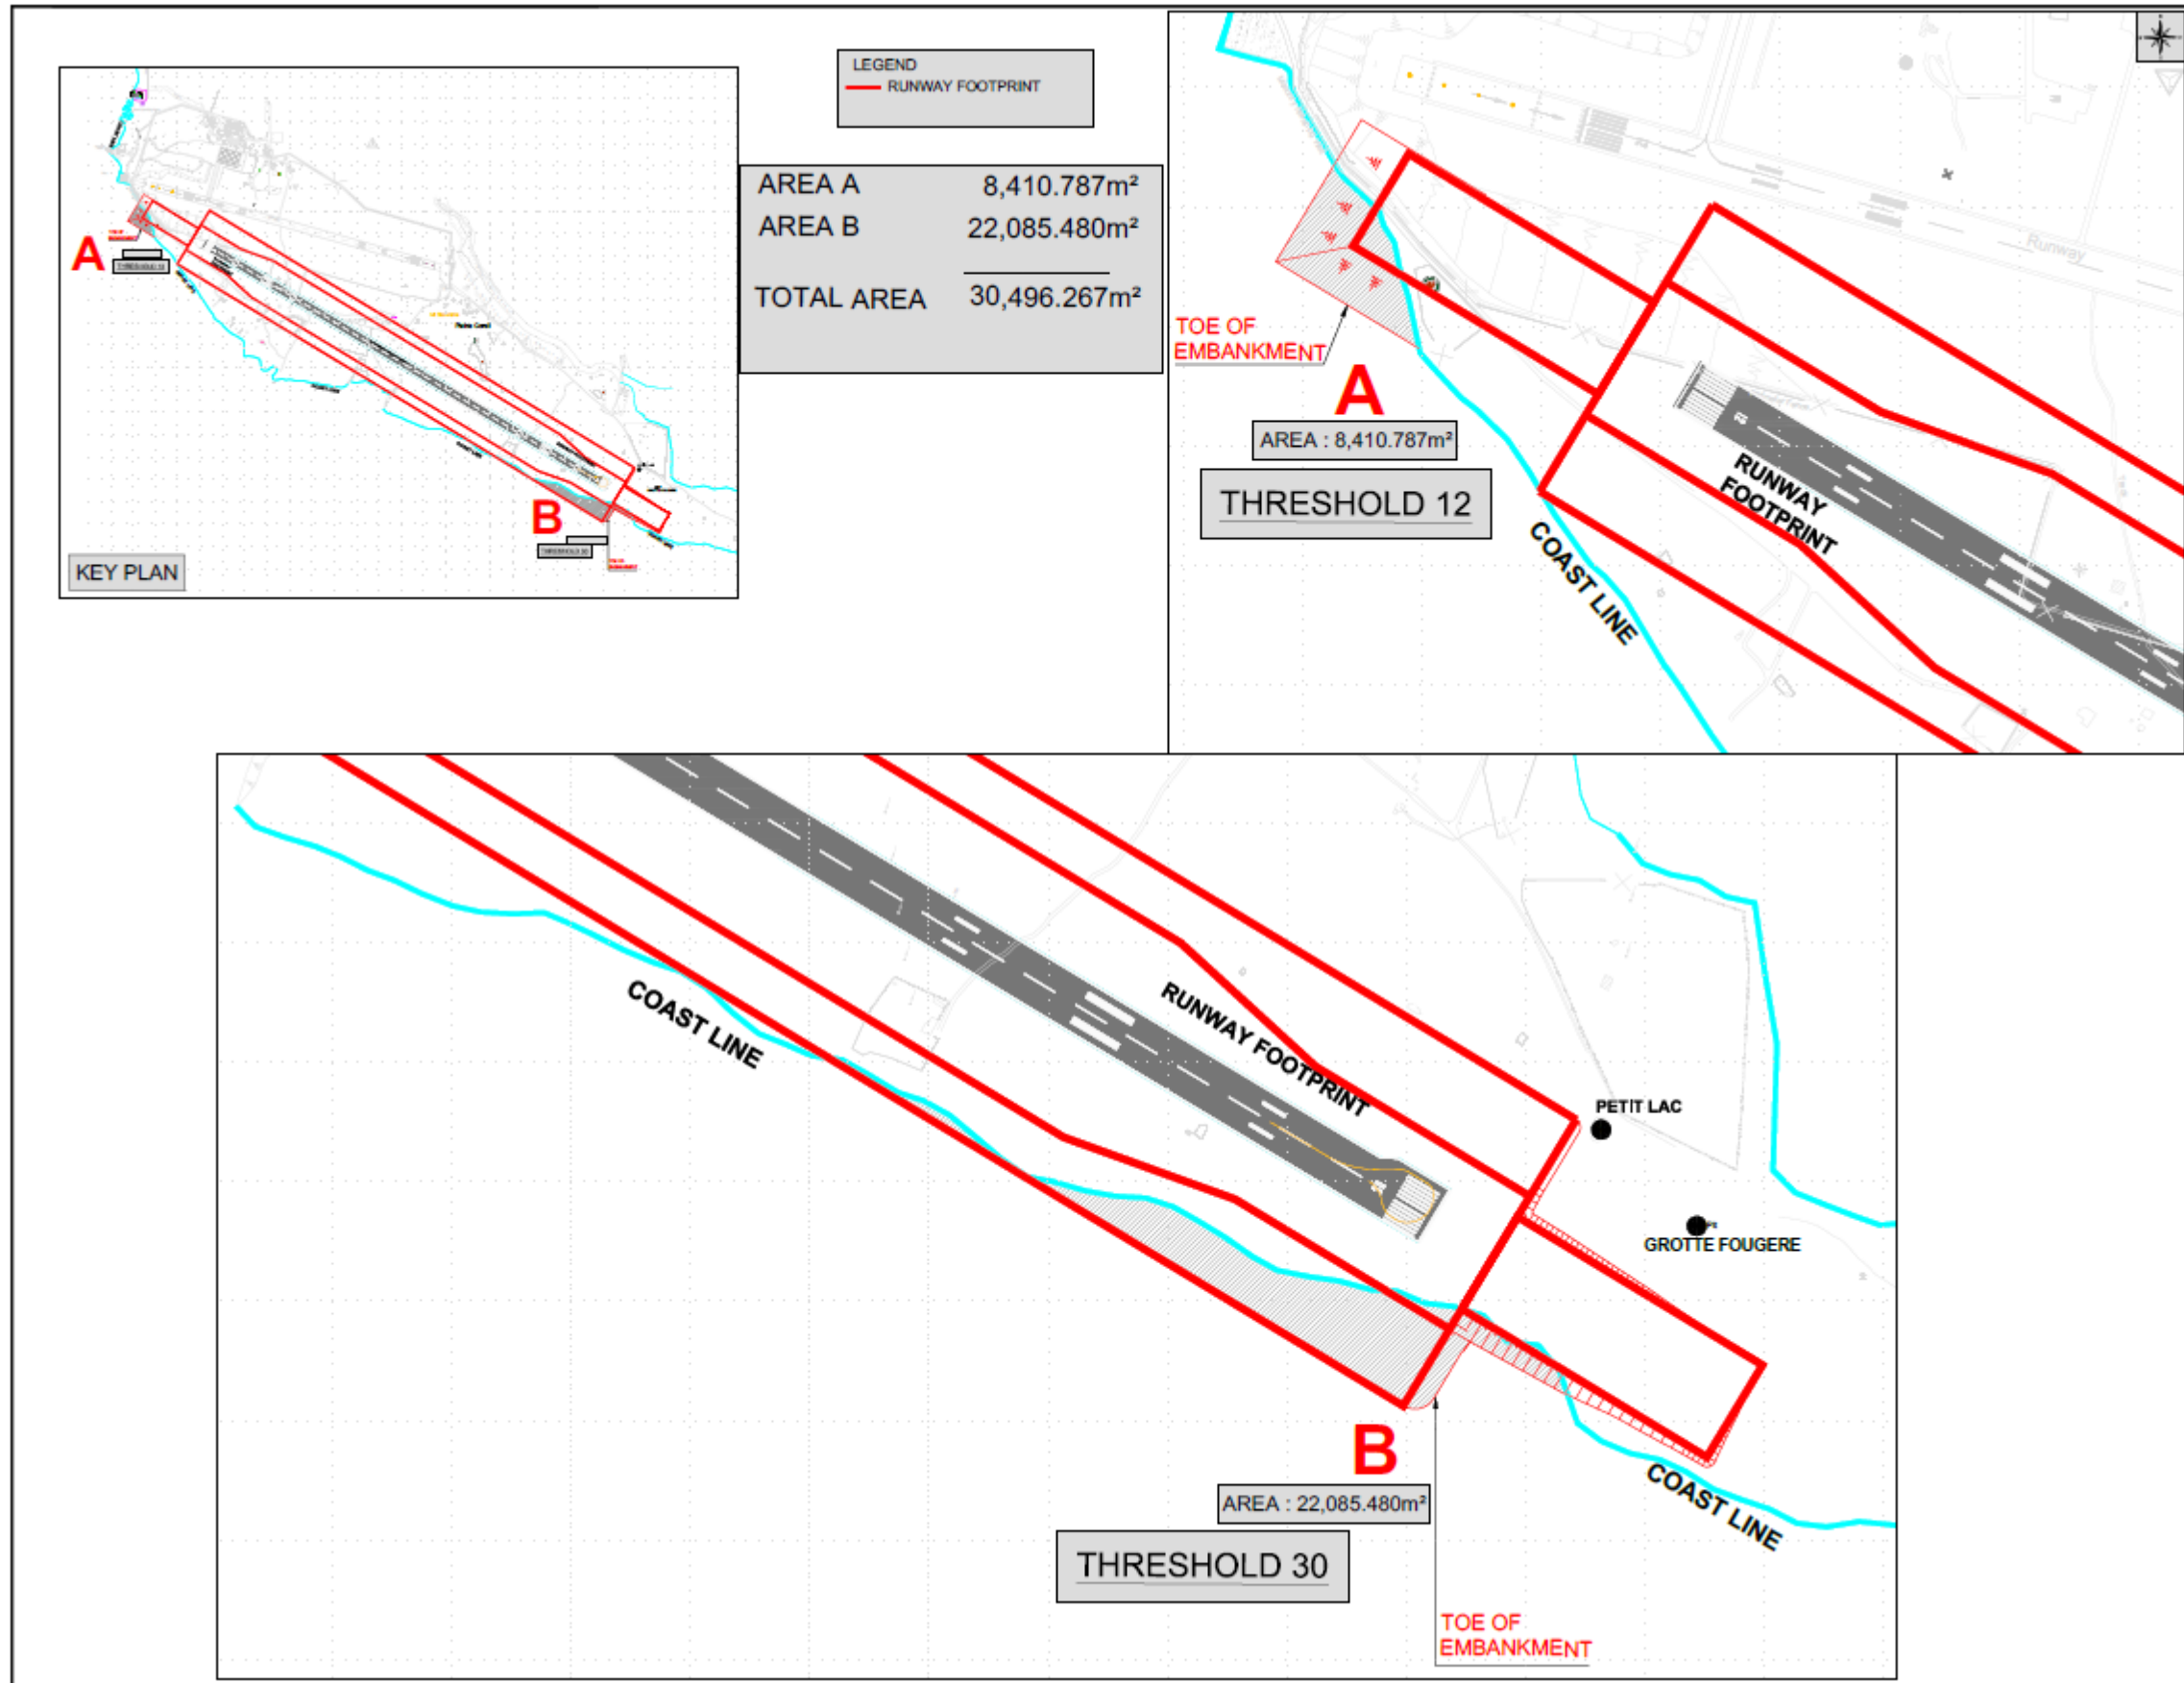 LEGEND
RUNWAY FOOTPRINT
AREA A 8,410.787m²
AREA B 22,085.480m²
TOTAL AREA 30,496.267m²
A
B
KEY PLAN
Runway
TOE OF
EMBANKMENT
A
AREA : 8,410.787m²
THRESHOLD 12
RUNWAY
FOOTPRINT
COAST LINE
COAST LINE
RUNWAY FOOTPRINT
PETIT LAC
GROTTE FOUGERE
B
AREA : 22,085.480m²
THRESHOLD 30
COAST LINE
TOE OF
EMBANKMENT